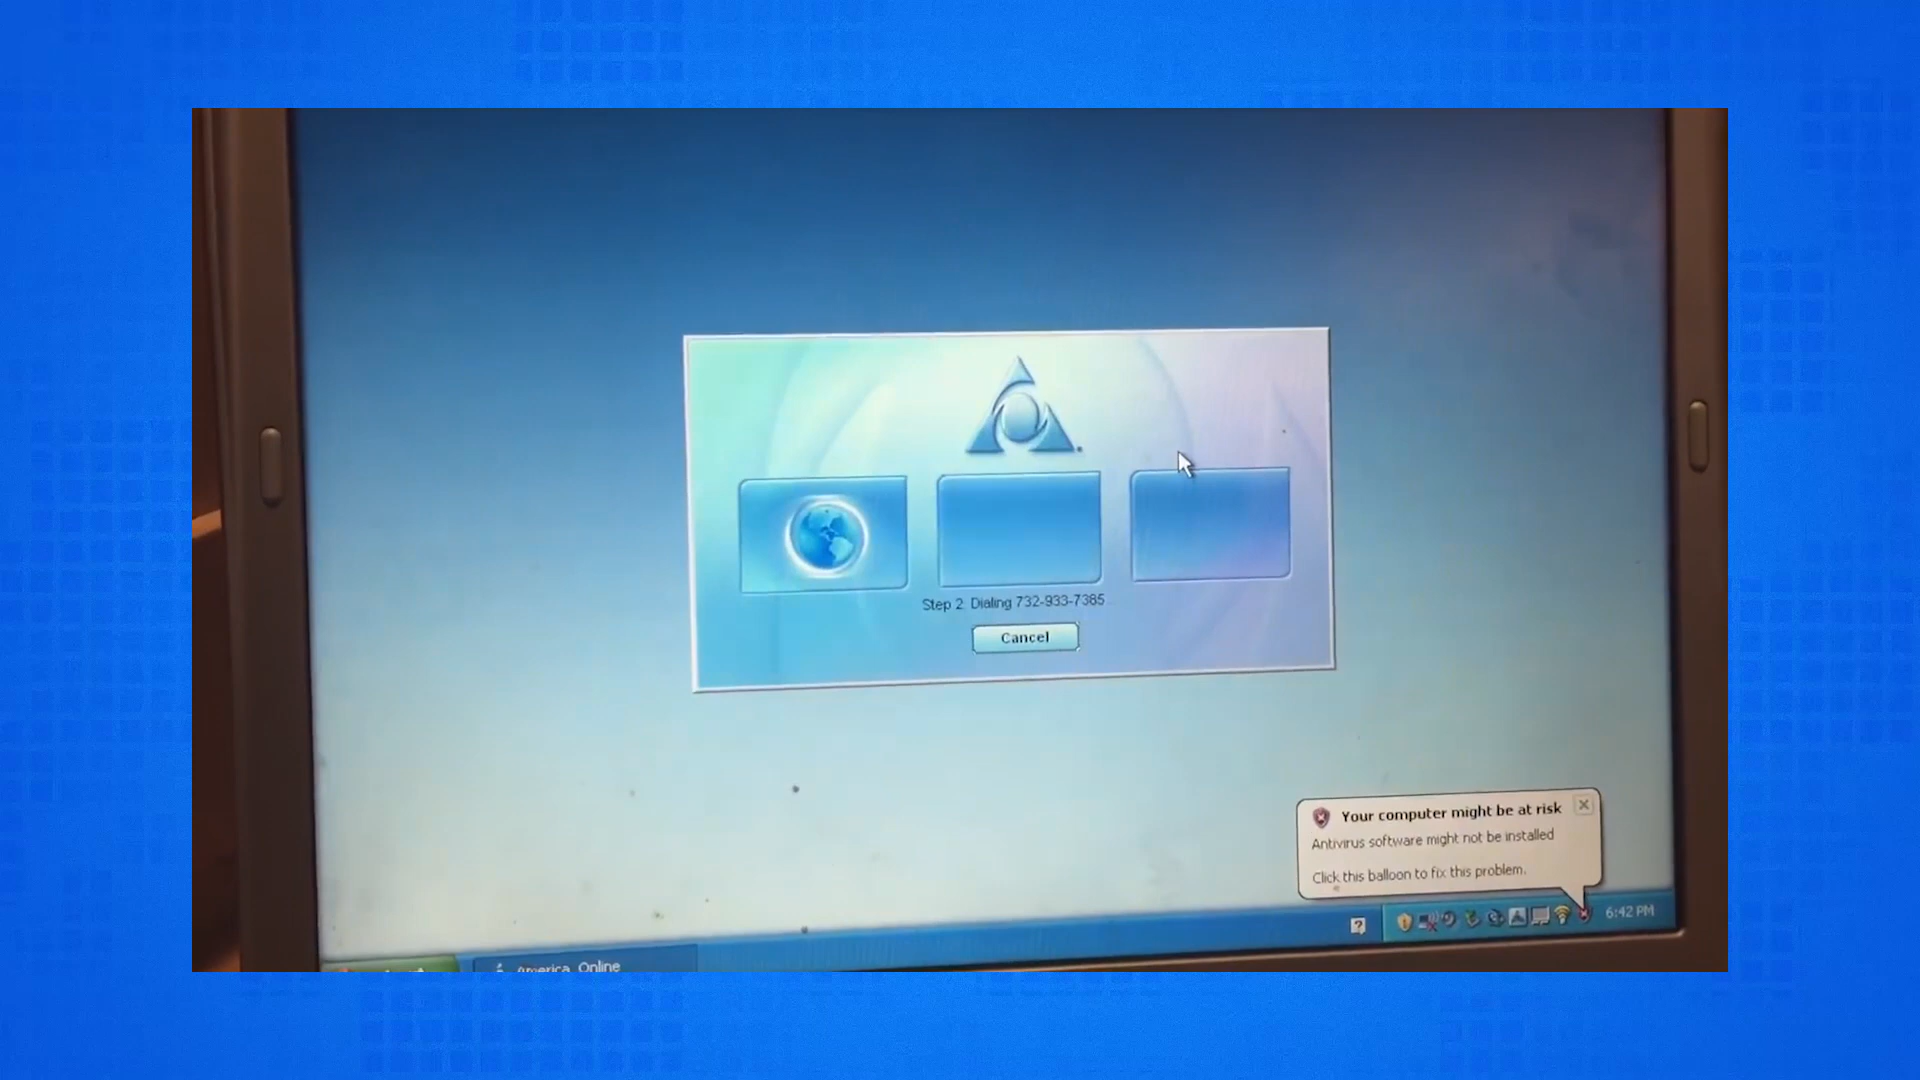 Step 2: Dialing 732-933-7385
Cancel
Your computer might be at risk
Antivirus software might not be installed
Click this balloon to fix this problem.
?
6:42 PM
America Online